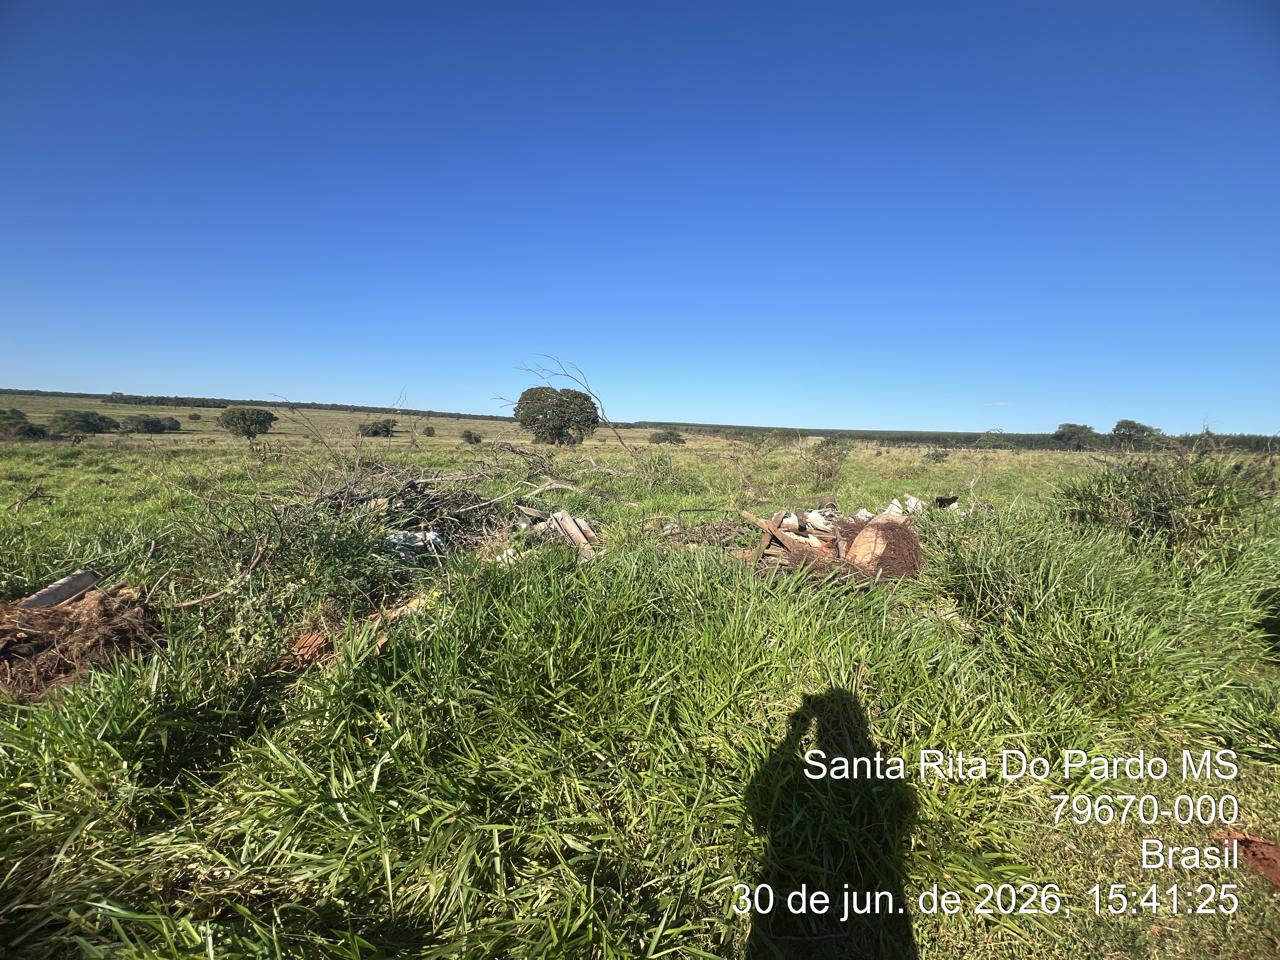 Santa Rita Do Pardo MS
79670-000
Brasil
30 de jun. de 2026, 15:41:25